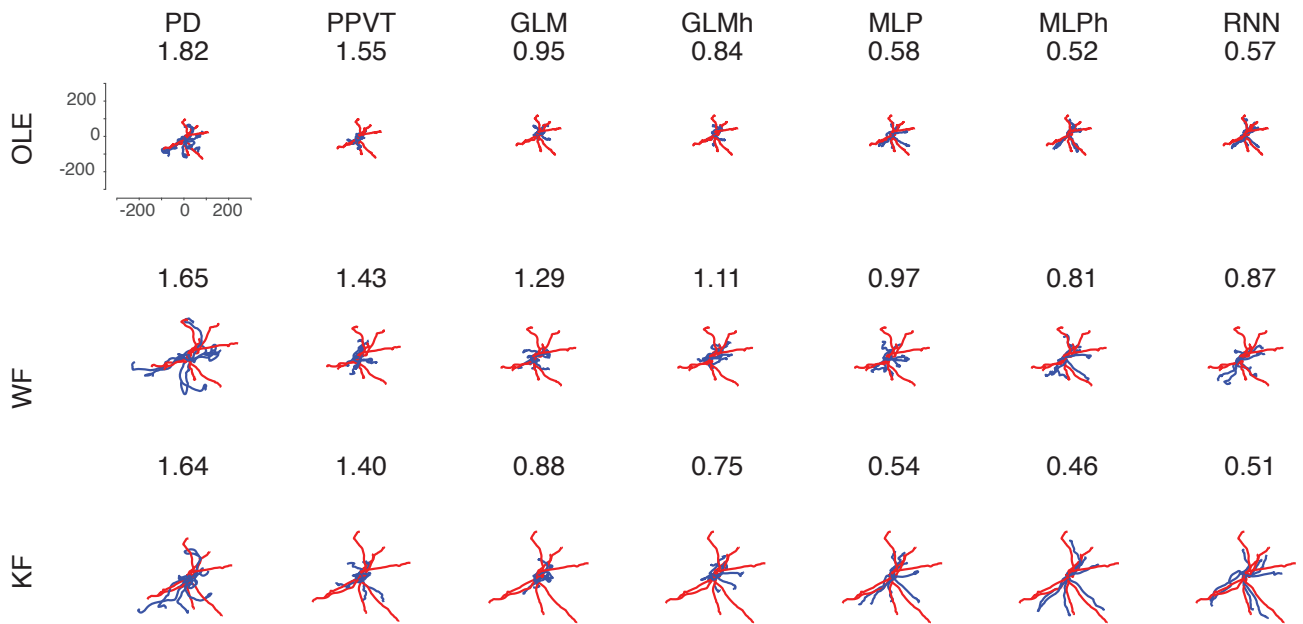 PD PPVT GLM GLMh MLP MLPh RNN
1.82 1.55 0.95 0.84 0.58 0.52 0.57
OLE
200
0
-200
-200 0 200
1.65 1.43 1.29 1.11 0.97 0.81 0.87
WF
1.64 1.40 0.88 0.75 0.54 0.46 0.51
KF